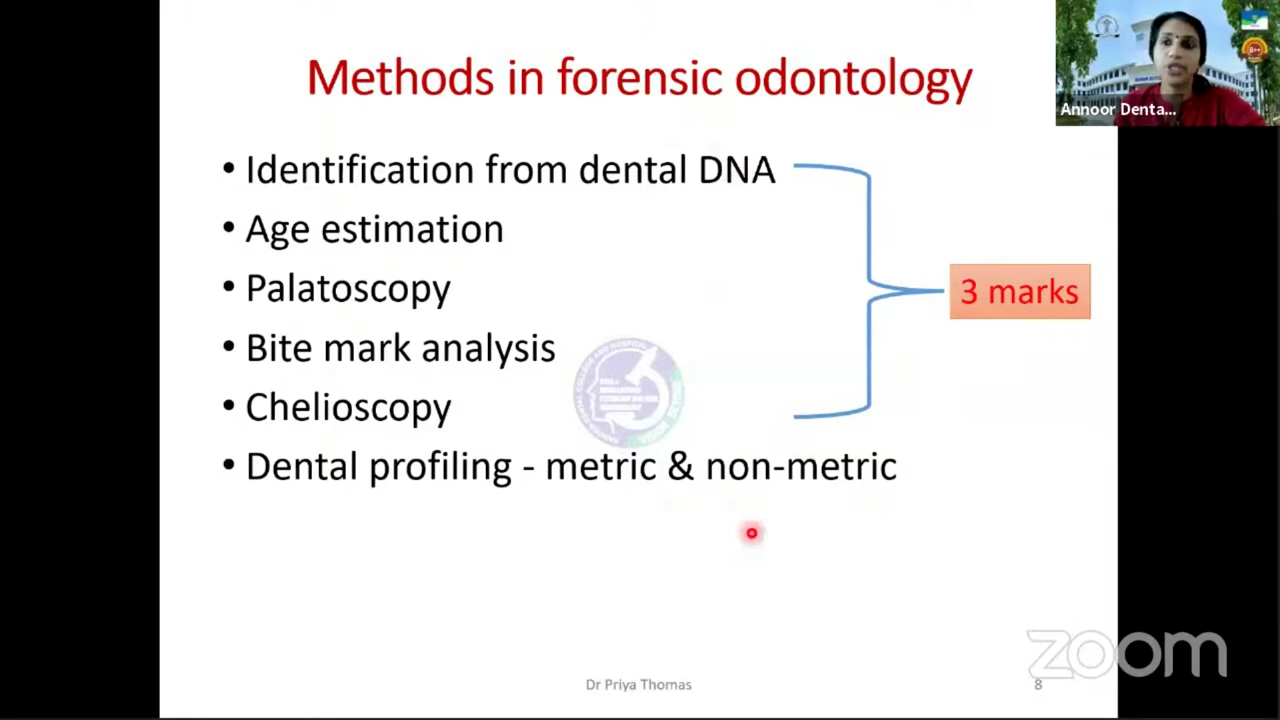 Methods in forensic odontology
Annoor Denta...
• Identification from dental DNA
• Age estimation
• Palatoscopy
3 marks
• Bite mark analysis
• Chelioscopy
• Dental profiling - metric & non-metric
zoom
Dr Priya Thomas
8